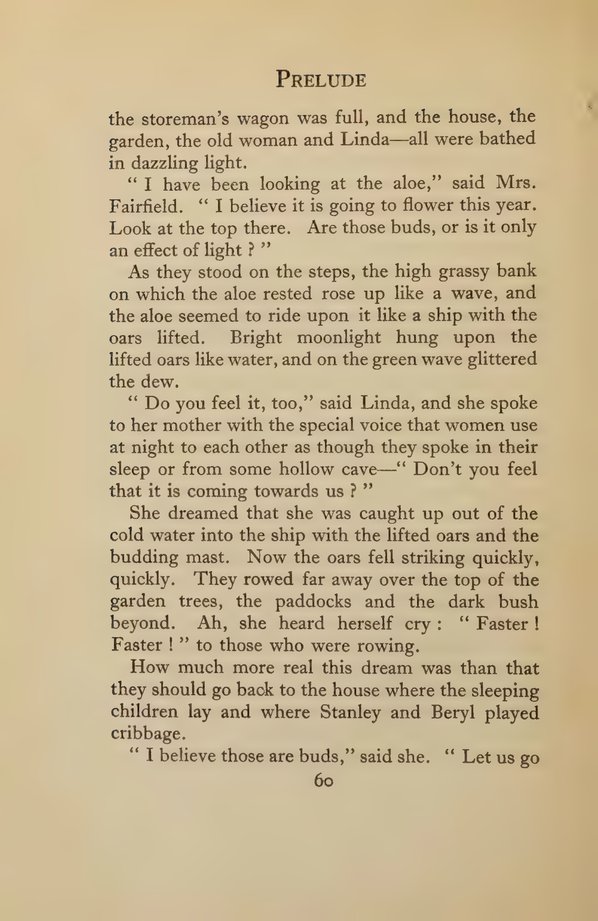 PRELUDE
the storeman's wagon was full, and the house, the
garden, the old woman and Linda—all were bathed
in dazzling light.
“ I have been looking at the aloe,” said Mrs.
Fairfield. “ I believe it is going to flower this year.
Look at the top there. Are those buds, or is it only
an effect of light ? ”
As they stood on the steps, the high grassy bank
on which the aloe rested rose up like a wave, and
the aloe seemed to ride upon it like a ship with the
oars lifted. Bright moonlight hung upon the
lifted oars like water, and on the green wave glittered
the dew.
“ Do you feel it, too,” said Linda, and she spoke
to her mother with the special voice that women use
at night to each other as though they spoke in their
sleep or from some hollow cave—“ Don't you feel
that it is coming towards us ? ”
She dreamed that she was caught up out of the
cold water into the ship with the lifted oars and the
budding mast. Now the oars fell striking quickly,
quickly. They rowed far away over the top of the
garden trees, the paddocks and the dark bush
beyond. Ah, she heard herself cry : “ Faster !
Faster ! ” to those who were rowing.
How much more real this dream was than that
they should go back to the house where the sleeping
children lay and where Stanley and Beryl played
cribbage.
“ I believe those are buds,” said she. “ Let us go
60